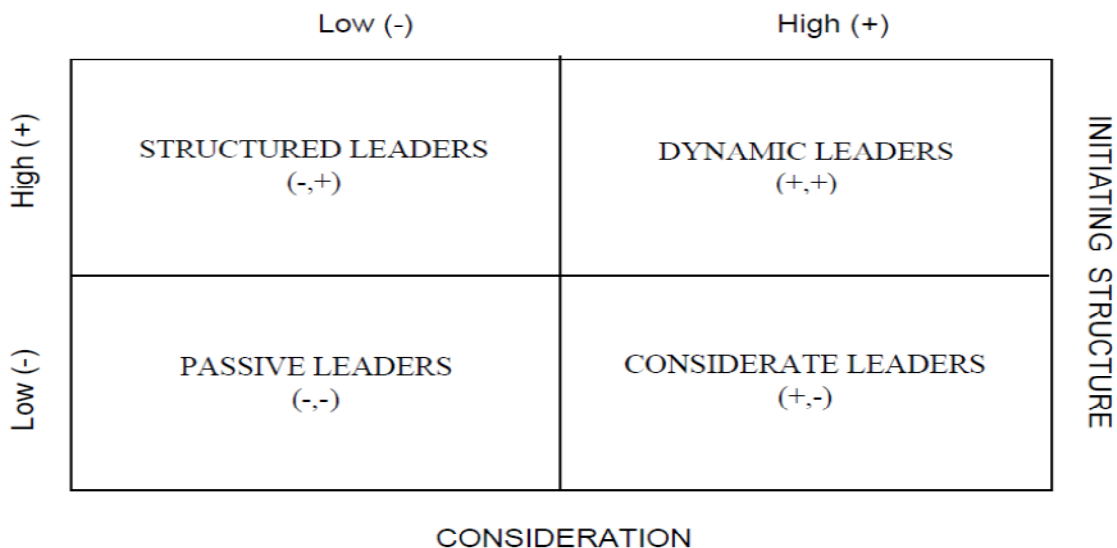 Low (-)
High (+)
High (+)
STRUCTURED LEADERS
(-,+)
DYNAMIC LEADERS
(+,+)
INITIATING STRUCTURE
Low (-)
PASSIVE LEADERS
(-,-)
CONSIDERATE LEADERS
(+,-)
CONSIDERATION